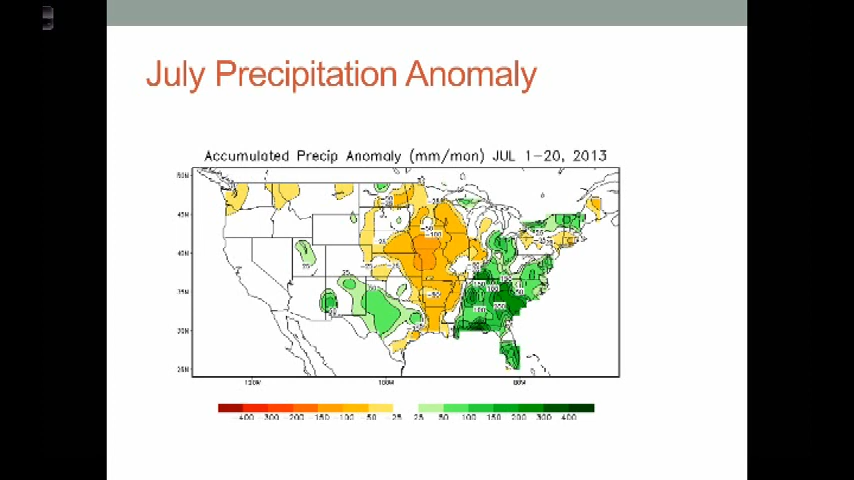 July Precipitation Anomaly
Accumulated Precip Anomaly (mm/mon) JUL 1-20, 2013
50N
45N
40N
35N
30N
25N
120W 100W 80W
-400 -300 -200 -150 -100 -50 -25 25 50 100 150 200 300 400